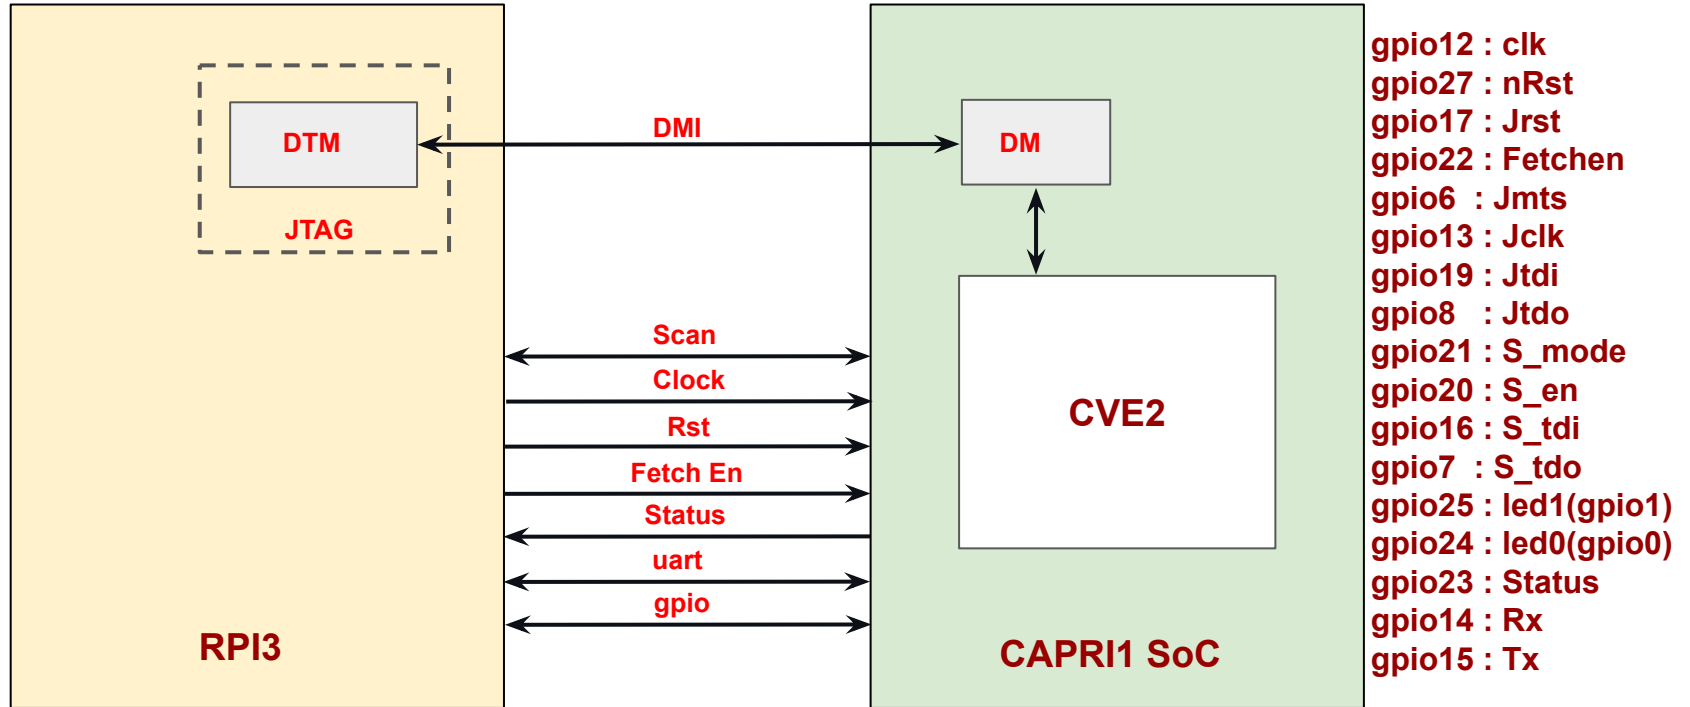 DTM
JTAG
RPI3
DMI
Scan
Clock
Rst
Fetch En
Status
uart
gpio
DM
CVE2
CAPRI1 SoC
gpio12 : clk
gpio27 : nRst
gpio17 : Jrst
gpio22 : Fetchen
gpio6 : Jmts
gpio13 : Jclk
gpio19 : Jtdi
gpio8 : Jtdo
gpio21 : S_mode
gpio20 : S_en
gpio16 : S_tdi
gpio7 : S_tdo
gpio25 : led1(gpio1)
gpio24 : led0(gpio0)
gpio23 : Status
gpio14 : Rx
gpio15 : Tx